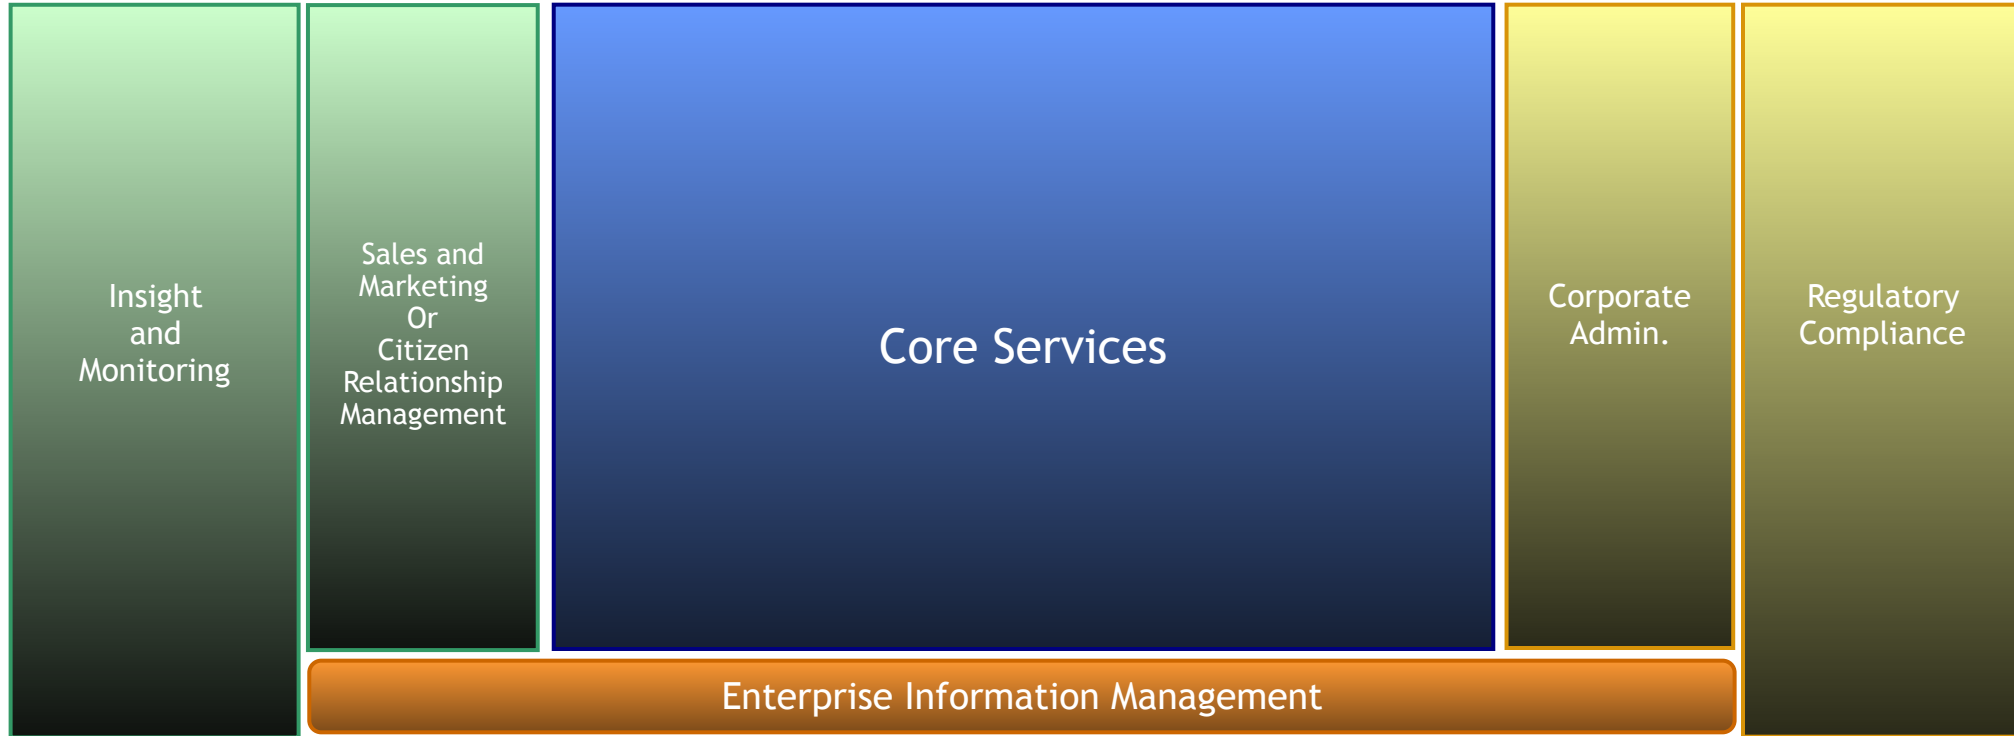 Insight
and
Monitoring
Sales and
Marketing
Or
Citizen
Relationship
Management
Core Services
Corporate
Admin.
Regulatory
Compliance
Enterprise Information Management